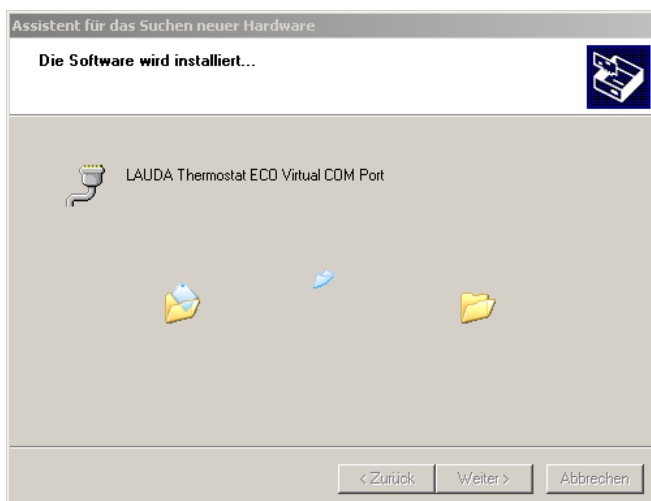 Assistent für das Suchen neuer Hardware
Die Software wird installiert...
LAUDA Thermostat ECO Virtual COM Port
< Zurück
Weiter >
Abbrechen